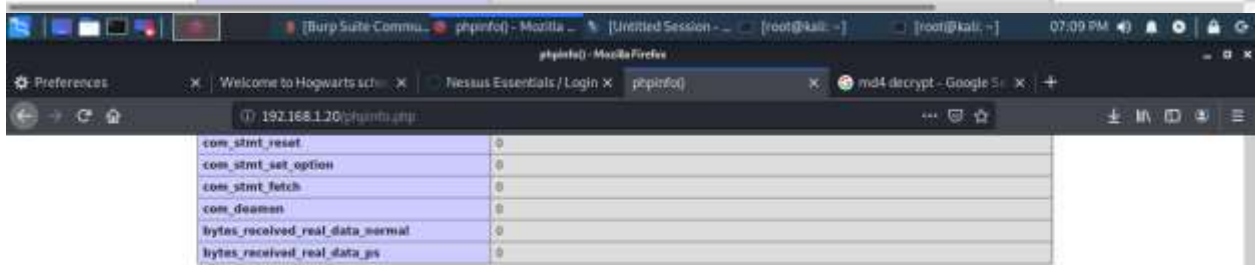 [Burp Suite Commu... phpinfo() - Mozilla ... [Untitled Session - ... [root@kali: ~] [root@kali: ~] 07:09 PM
phpinfo() - Mozilla Firefox
Preferences Welcome to Hogwarts scho Nessus Essentials / Login phpinfo() md4 decrypt - Google Se
192.168.1.20/phpinfo.php
com_stmt_reset 0
com_stmt_set_option 0
com_stmt_fetch 0
com_deamen 0
bytes_received_real_data_normal 0
bytes_received_real_data_ps 0